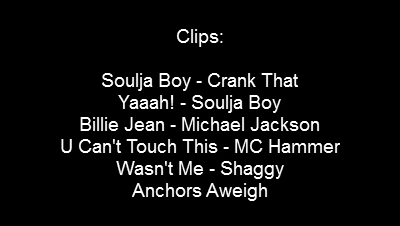 Clips:
Soulja Boy - Crank That
Yaaah! - Soulja Boy
Billie Jean - Michael Jackson
U Can't Touch This - MC Hammer
Wasn't Me - Shaggy
Anchors Aweigh